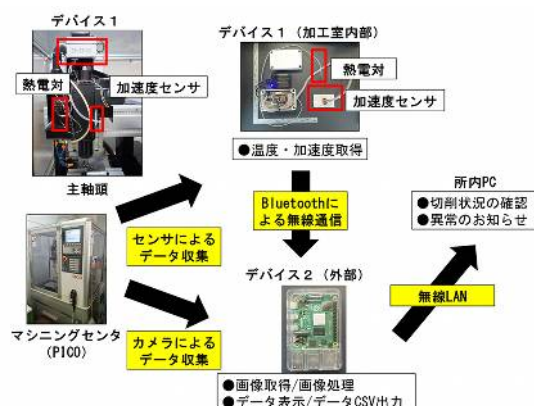 デバイス1
熱電対
加速度センサ
主軸頭
デバイス1(加工室内部)
熱電対
加速度センサ
●温度・加速度取得
Bluetoothに
よる無線通信
所内PC
●切削状況の確認
●異常のお知らせ
センサによる
データ収集
マシニングセンタ
(PICO)
カメラによる
データ収集
デバイス2(外部)
無線LAN
●画像取得/画像処理
●データ表示/データCSV出力